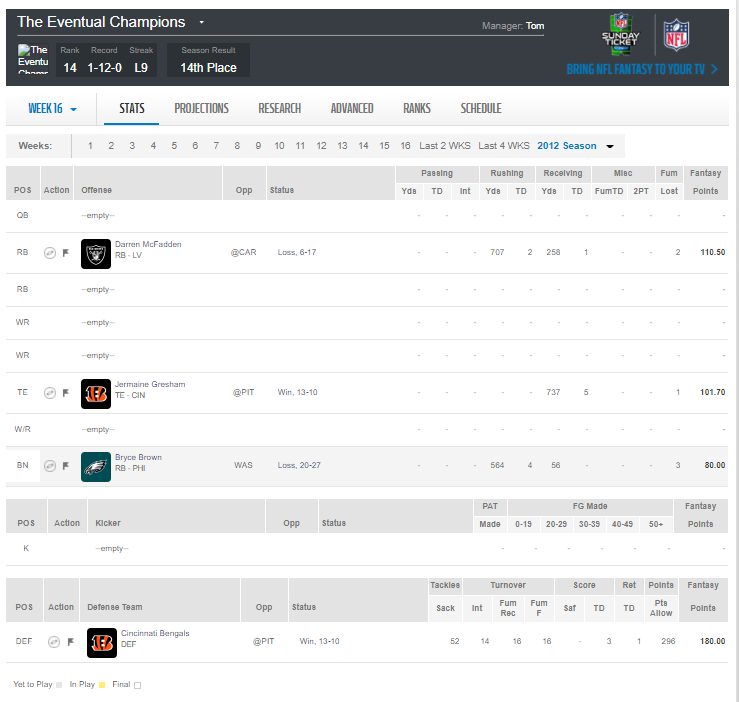 The Eventual Champions
Manager: Tom
The Eventu Champs
Rank Record Streak Season Result
14 1-12-0 L9 14th Place
NFL SUNDAY TICKET NFL
BRING NFL FANTASY TO YOUR TV >
WEEK 16 STATS PROJECTIONS RESEARCH ADVANCED RANKS SCHEDULE
Weeks: 1 2 3 4 5 6 7 8 9 10 11 12 13 14 15 16 Last 2 WKS Last 4 WKS 2012 Season
Passing Rushing Receiving Misc Fum Fantasy
POS Action Offense Opp Status Yds TD Int Yds TD Yds TD FumTD 2PT Lost Points
QB --empty-- - - - - - - - - - - -
RB Darren McFadden
RB - LV @CAR Loss, 6-17 - - - 707 2 258 1 - - 2 110.50
RB --empty-- - - - - - - - - - - -
WR --empty-- - - - - - - - - - - -
WR --empty-- - - - - - - - - - - -
TE Jermaine Gresham
TE - CIN @PIT Win, 13-10 - - - - - 737 5 - - 1 101.70
W/R --empty-- - - - - - - - - - - -
BN Bryce Brown
RB - PHI WAS Loss, 20-27 - - - 564 4 56 - - - 3 80.00
PAT FG Made Fantasy
POS Action Kicker Opp Status Made 0-19 20-29 30-39 40-49 50+ Points
K --empty-- - - - - - - -
Tackles Turnover Score Ret Points Fantasy
POS Action Defense Team Opp Status Sack Int Fum Rec Fum F Saf TD TD Pts Allow Points
DEF Cincinnati Bengals
DEF @PIT Win, 13-10 52 14 16 16 - 3 1 296 180.00
Yet to Play In Play Final